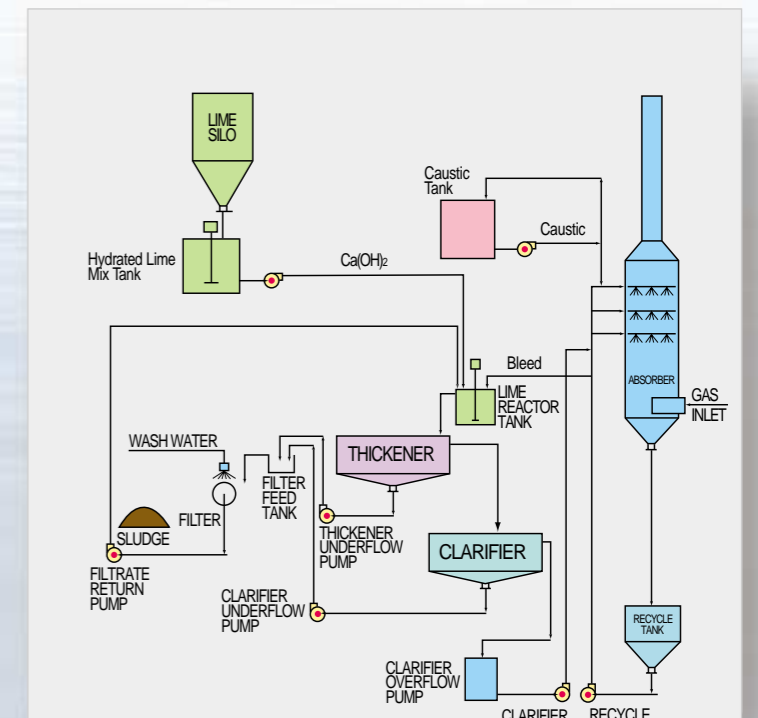 LIME
SILO
Caustic
Tank
Caustic
Hydrated Lime
Mix Tank
Ca(OH)2
ABSORBER
GAS
INLET
Bleed
LIME
REACTOR
TANK
WASH WATER
THICKENER
FILTER
FEED
TANK
FILTER
SLUDGE
THICKENER
UNDERFLOW
PUMP
CLARIFIER
FILTRATE
RETURN
PUMP
CLARIFIER
UNDERFLOW
PUMP
RECYCLE
TANK
CLARIFIER
OVERFLOW
PUMP
CLARIFIER
RECYCLE